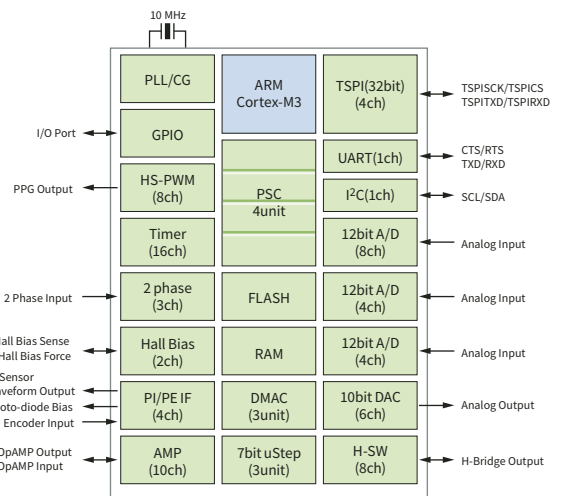 10 MHz
PLL/CG
ARM
Cortex-M3
TSPI(32bit)
(4ch)
TSPISCK/TSPICS
TSPITXD/TSPIRXD
I/O Port
GPIO
UART(1ch)
CTS/RTS
TXD/RXD
PPG Output
HS-PWM
(8ch)
PSC
4unit
I²C(1ch)
SCL/SDA
Timer
(16ch)
12bit A/D
(8ch)
Analog Input
2 Phase Input
2 phase
(3ch)
FLASH
12bit A/D
(4ch)
Analog Input
Bias Sense
Hall Bias Force
Hall Bias
(2ch)
RAM
12bit A/D
(4ch)
Analog Input
Sensor
Output
Bias
Encoder Input
PI/PE IF
(4ch)
DMAC
(3unit)
10bit DAC
(6ch)
Analog Output
OpAMP Output
OpAMP Input
AMP
(10ch)
7bit uStep
(3unit)
H-SW
(8ch)
H-Bridge Output